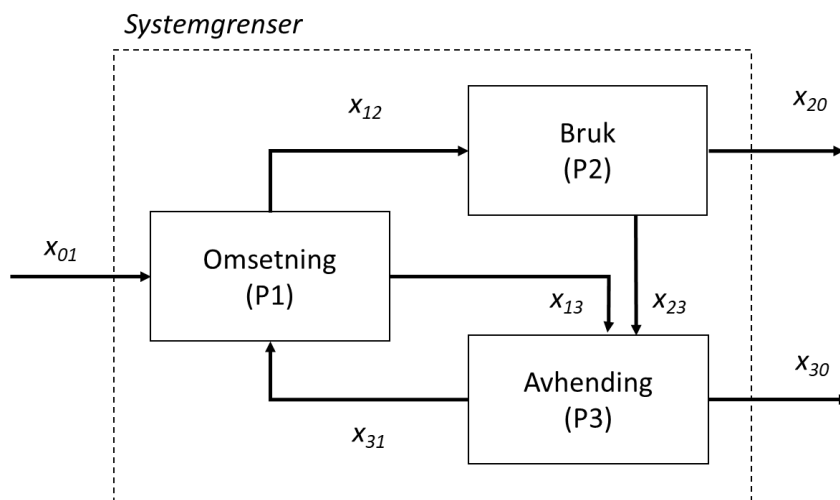 Systemgrenser
x12
x20
Bruk
(P2)
x01
Omsetning
(P1)
x13
x23
x30
Avhending
(P3)
x31